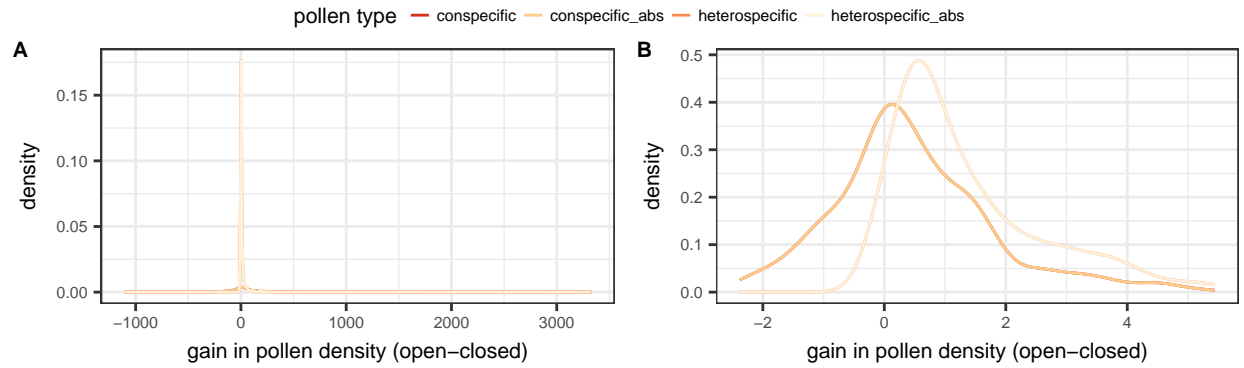 pollen type conspecific conspecific_abs heterospecific heterospecific_abs
A
0.15
0.10
0.05
0.00
density
−1000 0 1000 2000 3000
gain in pollen density (open−closed)
B
0.5
0.4
0.3
0.2
0.1
0.0
density
−2 0 2 4
gain in pollen density (open−closed)